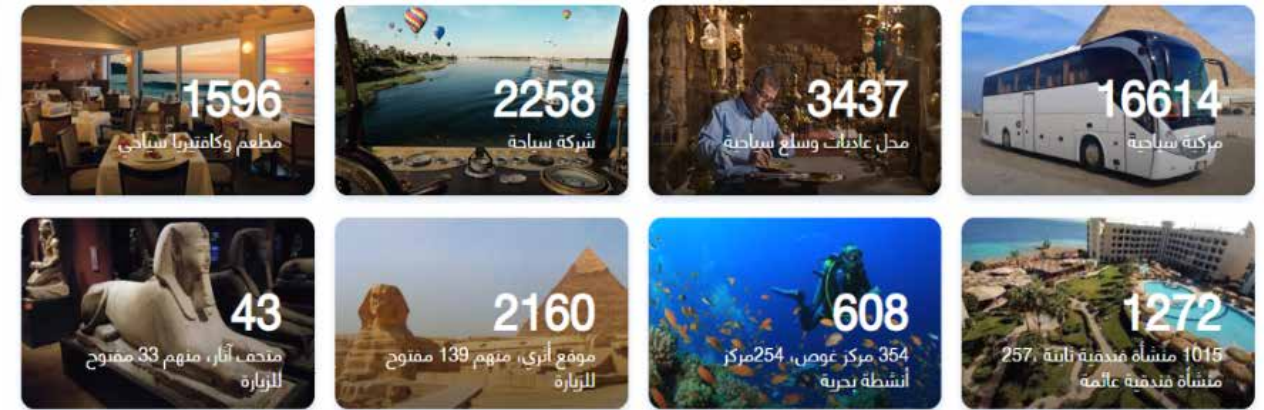 16614
مركبة سياحية
3437
محل عاديات وسلع سياحية
2258
شركة سياحة
1596
مطعم وكافتيريا سياحي
1272
1015 منشأة فندقية ثابتة ,257
منشأة فندقية عائمة
608
354 مركز غوص، 254مركز
أنشطة بحرية
2160
موقع أثري، منهم 139 مفتوح
للزيارة
43
متحف آثار، منهم 33 مفتوح
للزيارة